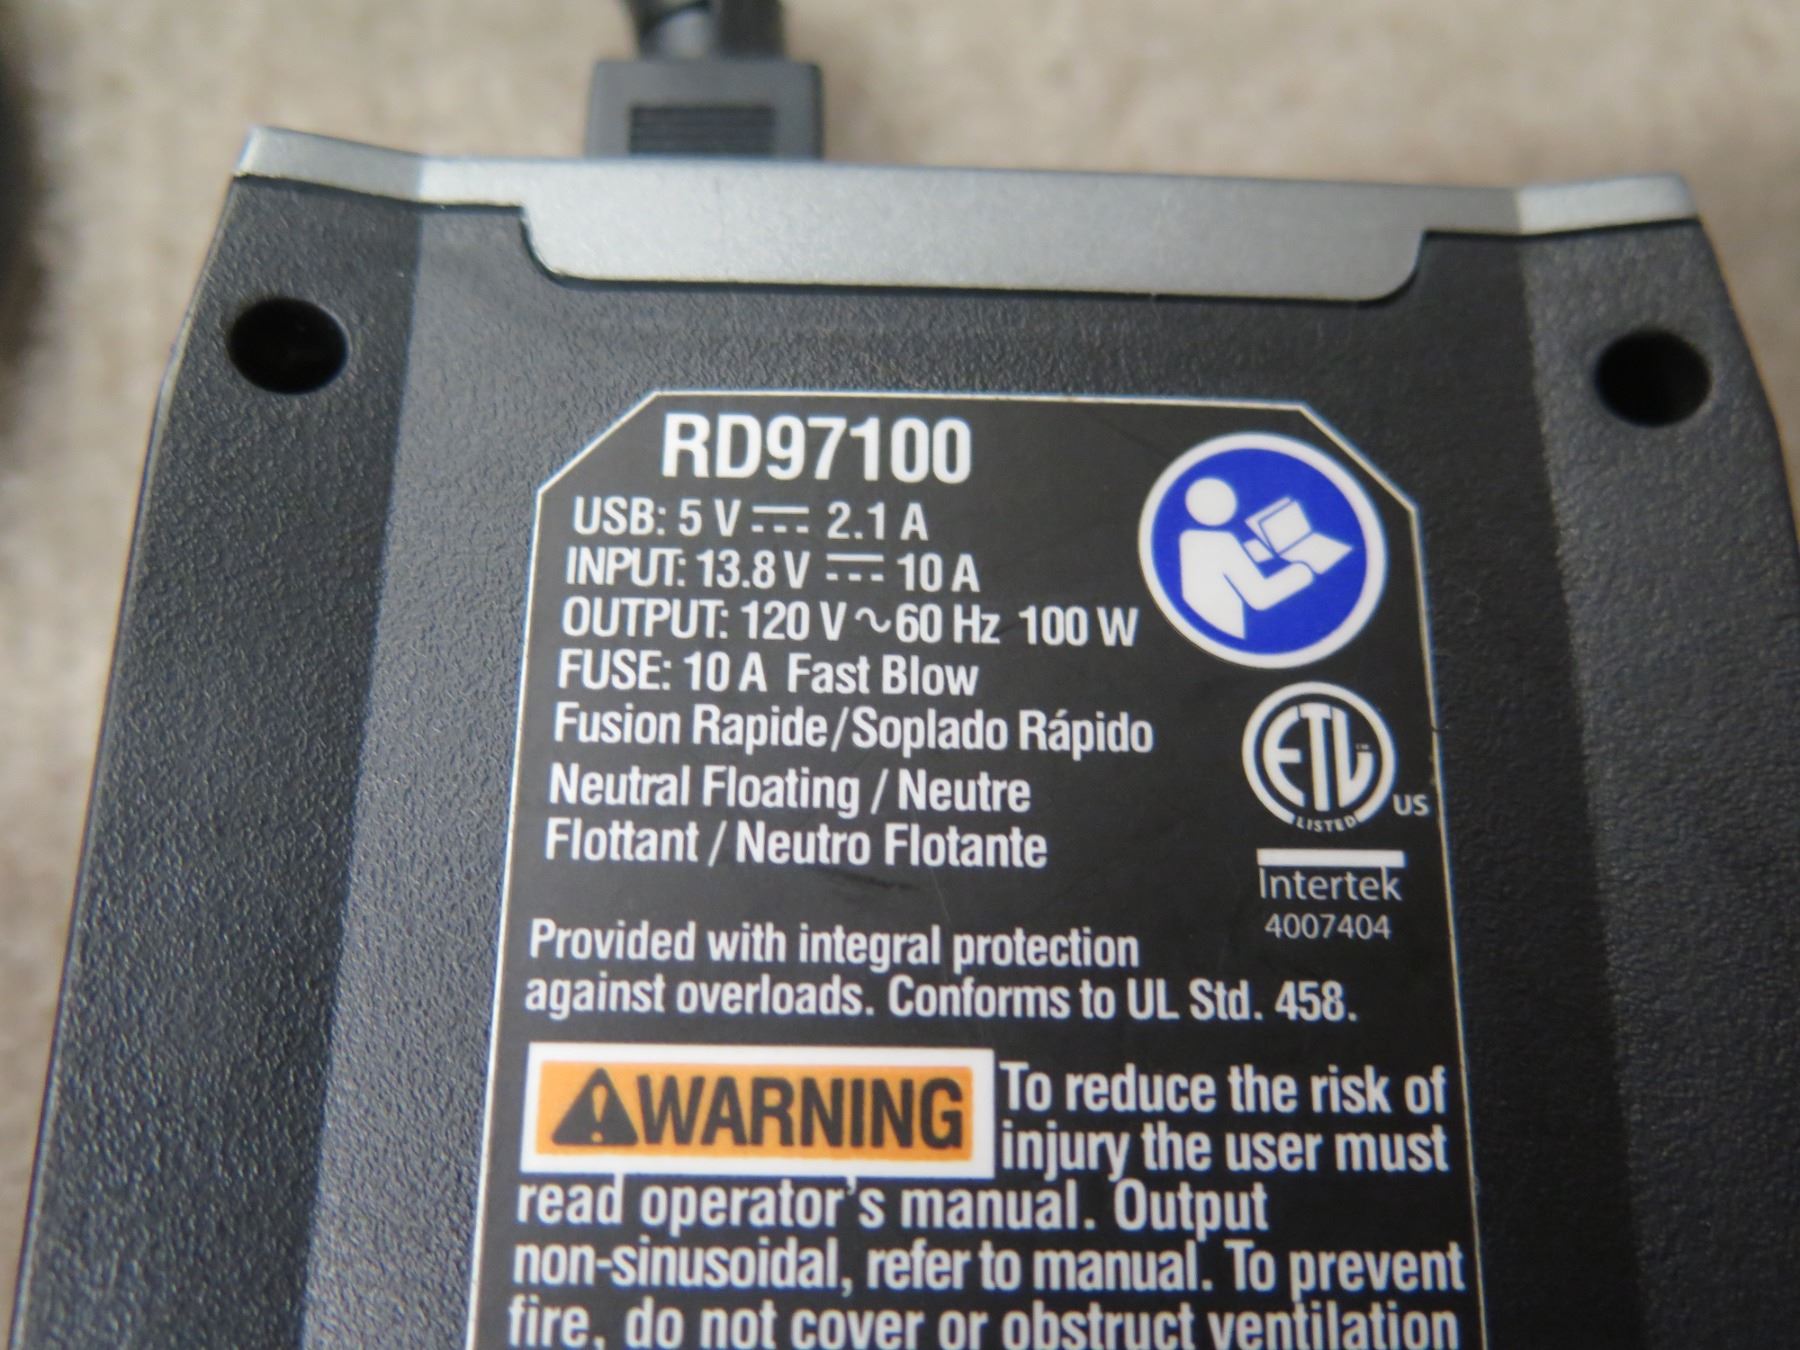 RD97100
USB: 5 V ⎓ 2.1 A
INPUT: 13.8 V ⎓ 10 A
OUTPUT: 120 V ~ 60 Hz 100 W
FUSE: 10 A Fast Blow
Fusion Rapide/Soplado Rápido
Neutral Floating / Neutre
Flottant / Neutro Flotante
ETL™
LISTED
US
Intertek
4007404
Provided with integral protection
against overloads. Conforms to UL Std. 458.
⚠WARNING To reduce the risk of
injury the user must
read operator's manual. Output
non-sinusoidal, refer to manual. To prevent
fire, do not cover or obstruct ventilation